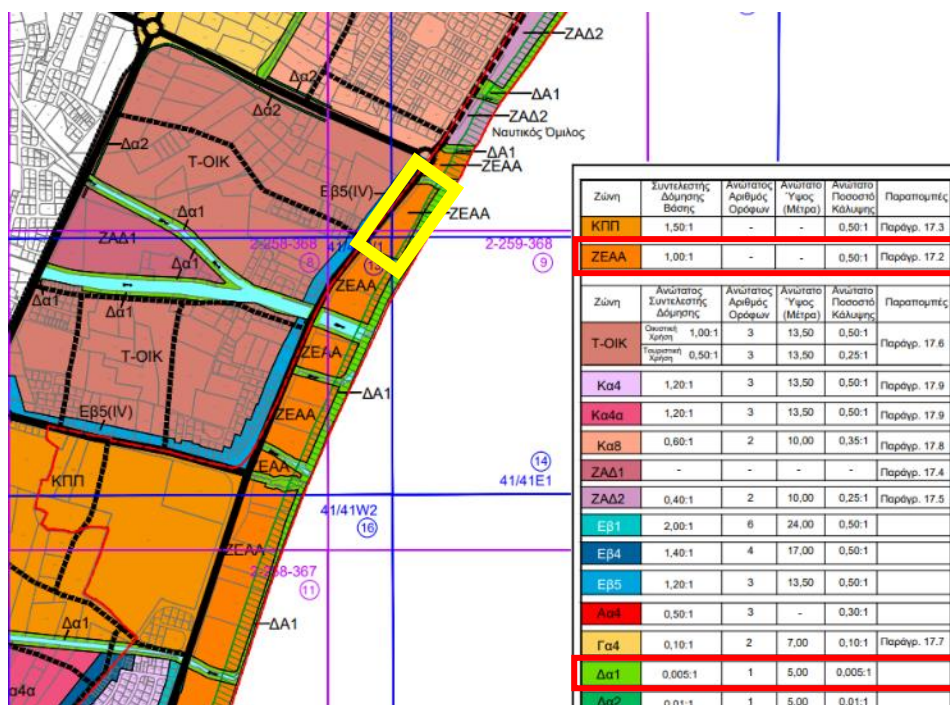 ΖΑΔ2
Δα2
Δα2
ΔΑ1
ΖΑΔ2
Ναυτικός Όμιλος
Δα2
Τ-ΟΙΚ
ΔΑ1
ΖΕΑΑ
Εβ5(IV)
Δα1
ΖΕΑΑ
ΖΑΔ1
2-258-368
8
2-259-368
9
Δα1
Δα1
Δα1
ΖΕΑΑ
Τ-ΟΙΚ
ΖΕΑΑ
ΔΑ1
Εβ5(IV)
ΖΕΑΑ
ΖΕΑΑ
14
41/41E1
ΚΠΠ
41/41W2
16
ΖΕΑΑ
2-258-367
11
Δα1
ΔΑ1
α4α
Ζώνη Συντελεστής Δόμησης Βάσης Ανώτατος Αριθμός Ορόφων Ανώτατο Ύψος (Μέτρα) Ανώτατο Ποσοστό Κάλυψης Παραπομπές
ΚΠΠ 1,50:1 - - 0,50:1 Παράγρ. 17.3
ΖΕΑΑ 1,00:1 - - 0,50:1 Παράγρ. 17.2
Ζώνη Ανώτατος Συντελεστής Δόμησης Ανώτατος Αριθμός Ορόφων Ανώτατο Ύψος (Μέτρα) Ανώτατο Ποσοστό Κάλυψης Παραπομπές
Τ-ΟΙΚ Οικιστική Χρήση 1,00:1 3 13,50 0,50:1 Παράγρ. 17.6
Τουριστική Χρήση 0,50:1 3 13,50 0,25:1
Κα4 1,20:1 3 13,50 0,50:1 Παράγρ. 17.9
Κα4α 1,20:1 3 13,50 0,50:1 Παράγρ. 17.9
Κα8 0,60:1 2 10,00 0,35:1 Παράγρ. 17.8
ΖΑΔ1 - - - - Παράγρ. 17.4
ΖΑΔ2 0,40:1 2 10,00 0,25:1 Παράγρ. 17.5
Εβ1 2,00:1 6 24,00 0,50:1
Εβ4 1,40:1 4 17,00 0,50:1
Εβ5 1,20:1 3 13,50 0,50:1
Αα4 0,50:1 3 - 0,30:1
Γα4 0,10:1 2 7,00 0,10:1 Παράγρ. 17.7
Δα1 0,005:1 1 5,00 0,005:1
Δα2 0,01:1 1 5,00 0,01:1